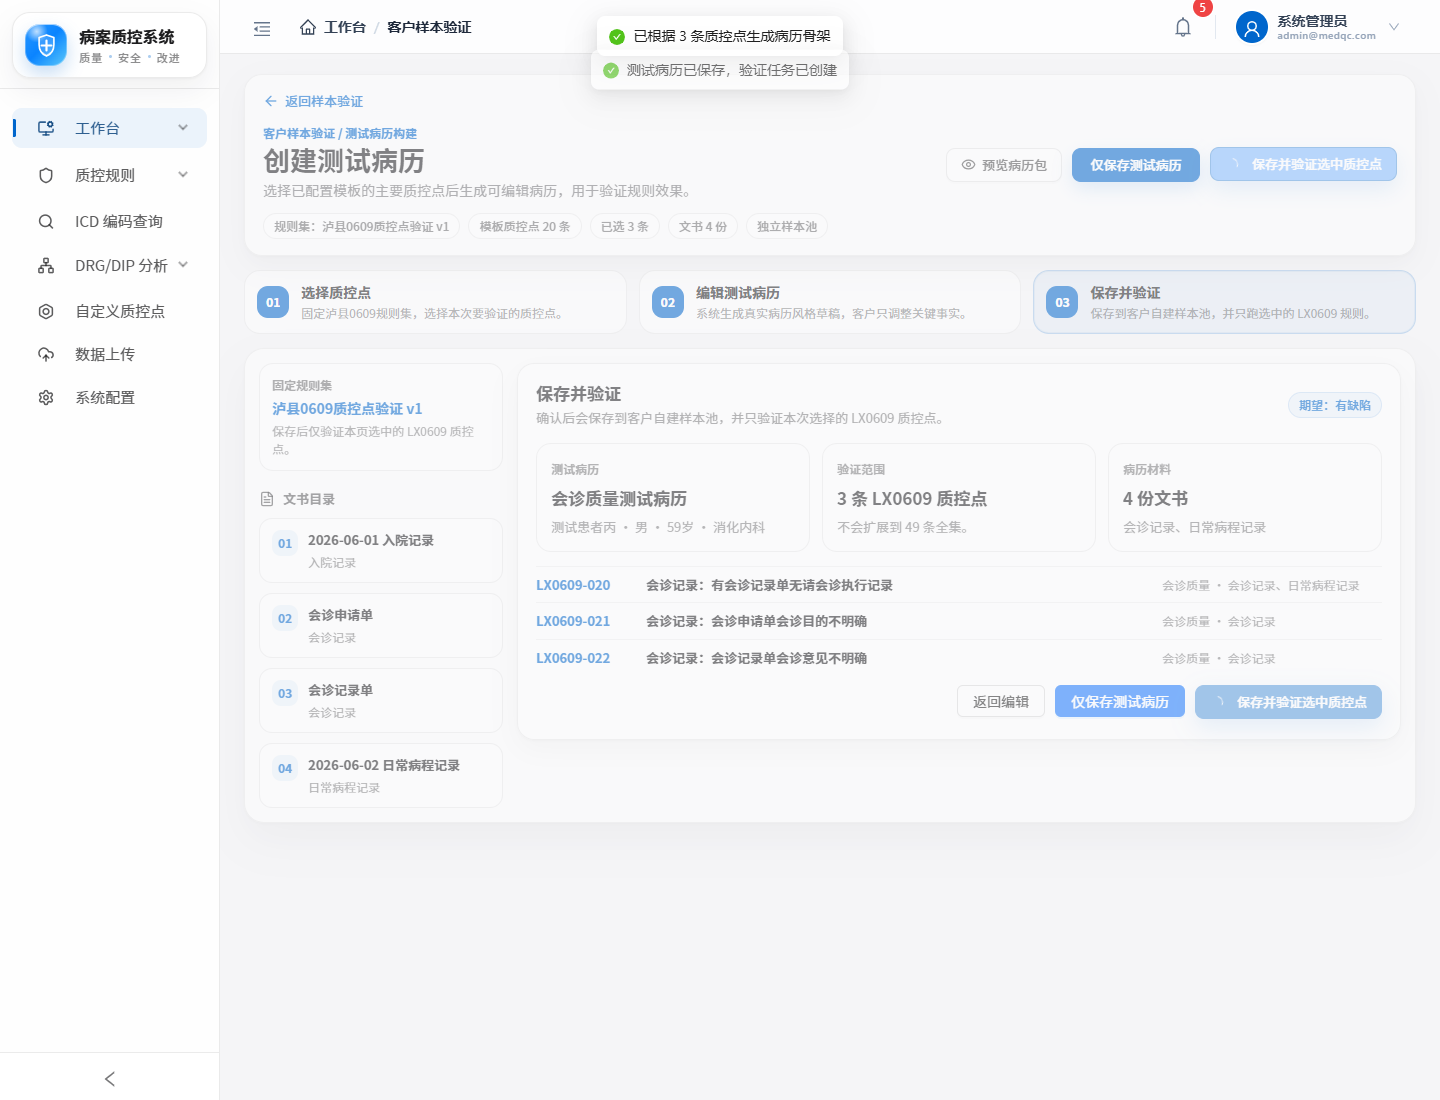 病案质控系统
质量 • 安全 • 改进
工作台
质控规则
ICD 编码查询
DRG/DIP 分析
自定义质控点
数据上传
系统配置
工作台 / 客户样本验证
5
系统管理员
admin@medqc.com
已根据 3 条质控点生成病历骨架
测试病历已保存，验证任务已创建
返回样本验证
客户样本验证 / 测试病历构建
创建测试病历
选择已配置模板的主要质控点后生成可编辑病历，用于验证规则效果。
规则集：泸县0609质控点验证 v1
模板质控点 20 条
已选 3 条
文书 4 份
独立样本池
预览病历包
仅保存测试病历
保存并验证选中质控点
01
选择质控点
固定泸县0609规则集，选择本次要验证的质控点。
02
编辑测试病历
系统生成真实病历风格草稿，客户只调整关键事实。
03
保存并验证
保存到客户自建样本池，并只跑选中的 LX0609 规则。
固定规则集
泸县0609质控点验证 v1
保存后仅验证本页选中的 LX0609 质控
点。
文书目录
01
2026-06-01 入院记录
入院记录
02
会诊申请单
会诊记录
03
会诊记录单
会诊记录
04
2026-06-02 日常病程记录
日常病程记录
保存并验证
确认后会保存到客户自建样本池，并只验证本次选择的 LX0609 质控点。
期望：有缺陷
测试病历
会诊质量测试病历
测试患者丙 • 男 • 59岁 • 消化内科
验证范围
3 条 LX0609 质控点
不会扩展到 49 条全集。
病历材料
4 份文书
会诊记录、日常病程记录
LX0609-020 会诊记录：有会诊记录单无请会诊执行记录 会诊质量 • 会诊记录、日常病程记录
LX0609-021 会诊记录：会诊申请单会诊目的不明确 会诊质量 • 会诊记录
LX0609-022 会诊记录：会诊记录单会诊意见不明确 会诊质量 • 会诊记录
返回编辑
仅保存测试病历
保存并验证选中质控点